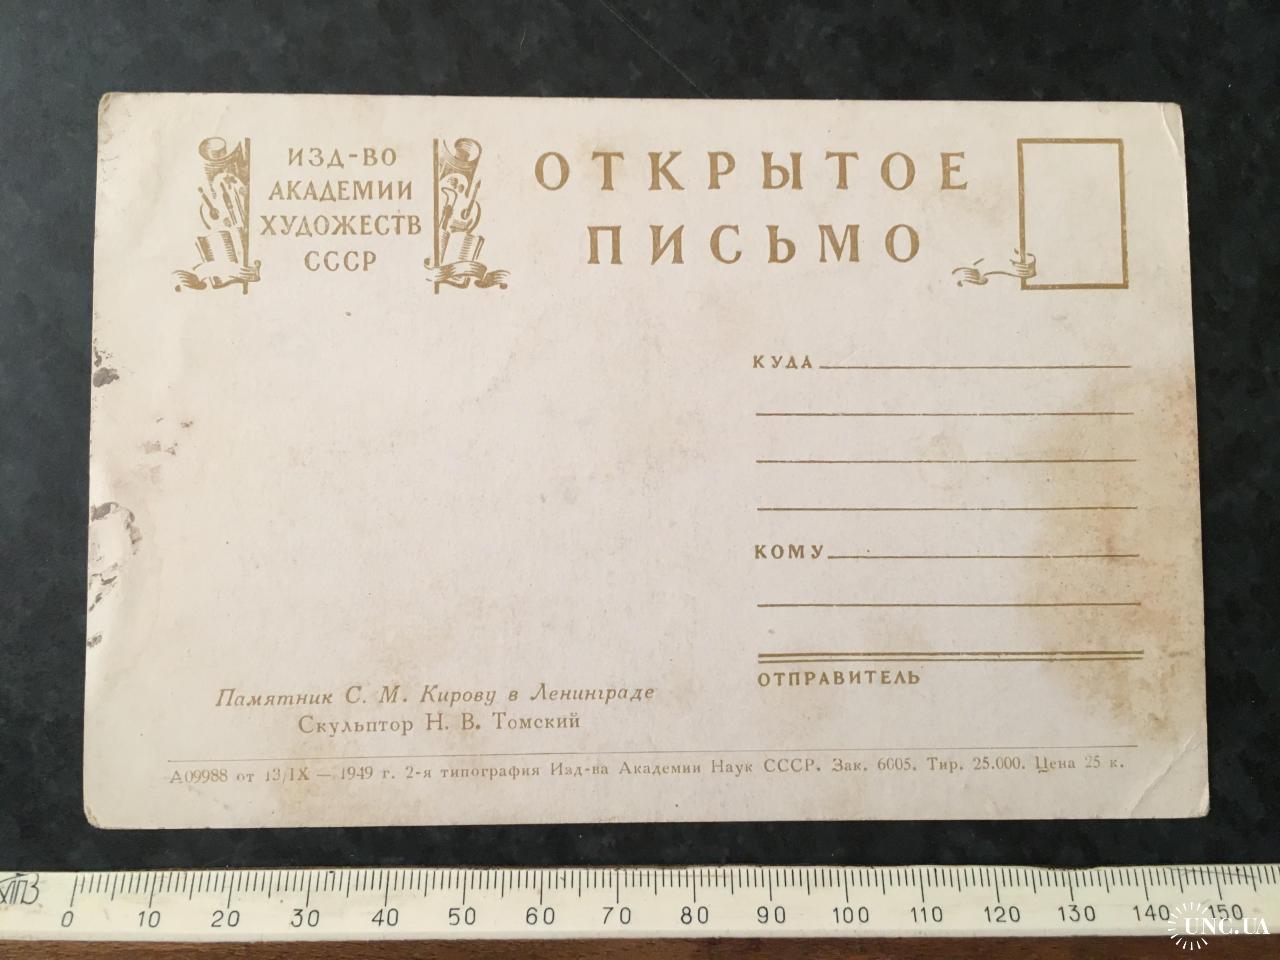 ИЗД-ВО
АКАДЕМИИ
ХУДОЖЕСТВ
СССР
ОТКРЫТОЕ
ПИСЬМО
КУДА
КОМУ
ОТПРАВИТЕЛЬ
Памятник С. М. Кирову в Ленинграде
Скульптор Н. В. Томский
А09988 от 13/IX — 1949 г. 2-я типография Изд-ва Академии Наук СССР. Зак. 6005. Тир. 25.000. Цена 25 к.
0 10 20 30 40 50 60 70 80 90 100 110 120 130 140 150
UNC.UA